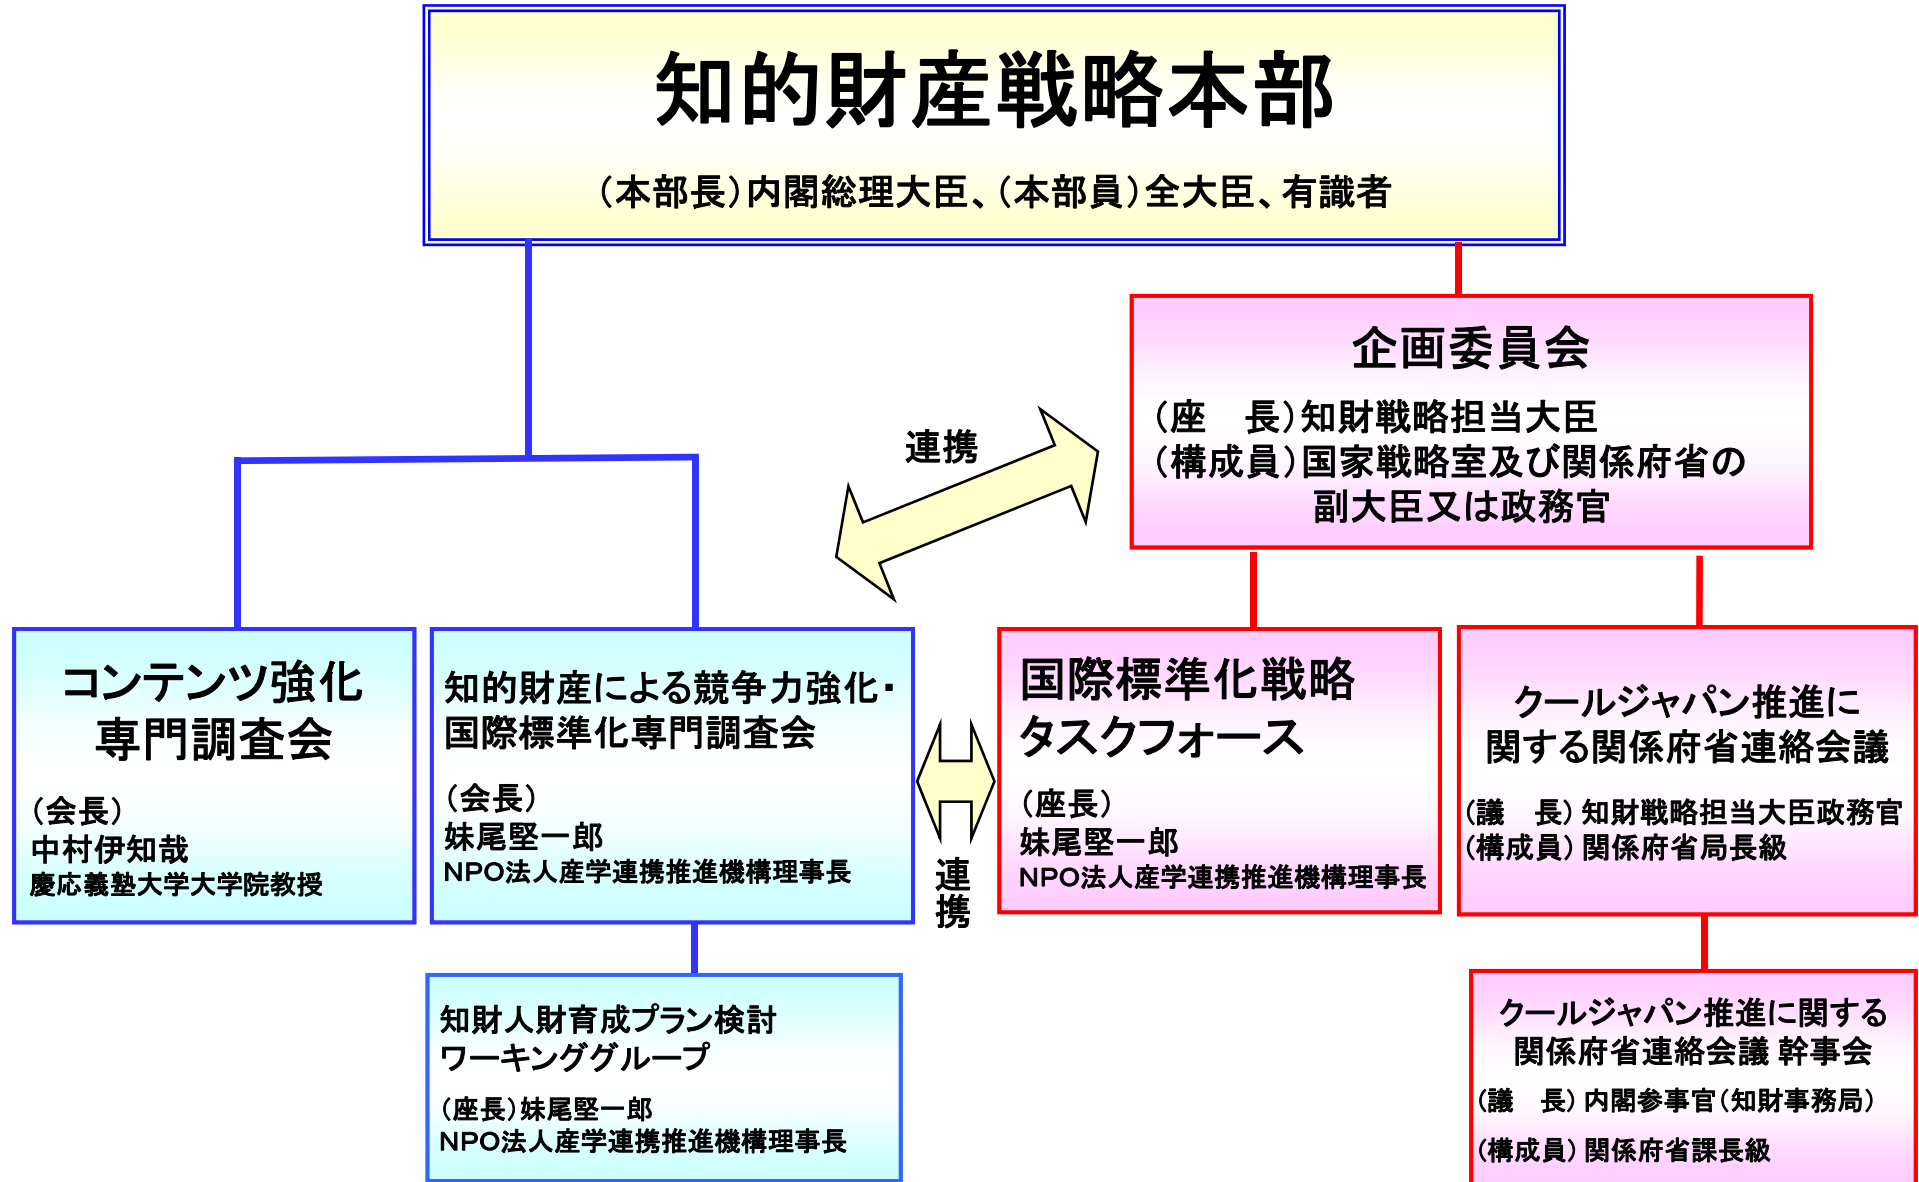 知的財産戦略本部
（本部長）内閣総理大臣、（本部員）全大臣、有識者
企画委員会
（座　長）知財戦略担当大臣
（構成員）国家戦略室及び関係府省の
副大臣又は政務官
連携
コンテンツ強化
専門調査会
（会長）
中村伊知哉
慶応義塾大学大学院教授
知的財産による競争力強化・
国際標準化専門調査会
（会長）
妹尾堅一郎
NPO法人産学連携推進機構理事長
連携
国際標準化戦略
タスクフォース
（座長）
妹尾堅一郎
NPO法人産学連携推進機構理事長
クールジャパン推進に
関する関係府省連絡会議
（議　長）知財戦略担当大臣政務官
（構成員）関係府省局長級
知財人財育成プラン検討
ワーキンググループ
（座長）妹尾堅一郎
NPO法人産学連携推進機構理事長
クールジャパン推進に関する
関係府省連絡会議 幹事会
（議　長）内閣参事官（知財事務局）
（構成員）関係府省課長級